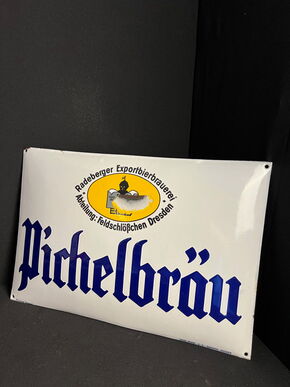 Radeberger Exportbierbrauerei
• Abteilung: Feldschlößchen Dresden •
Pichelbräu